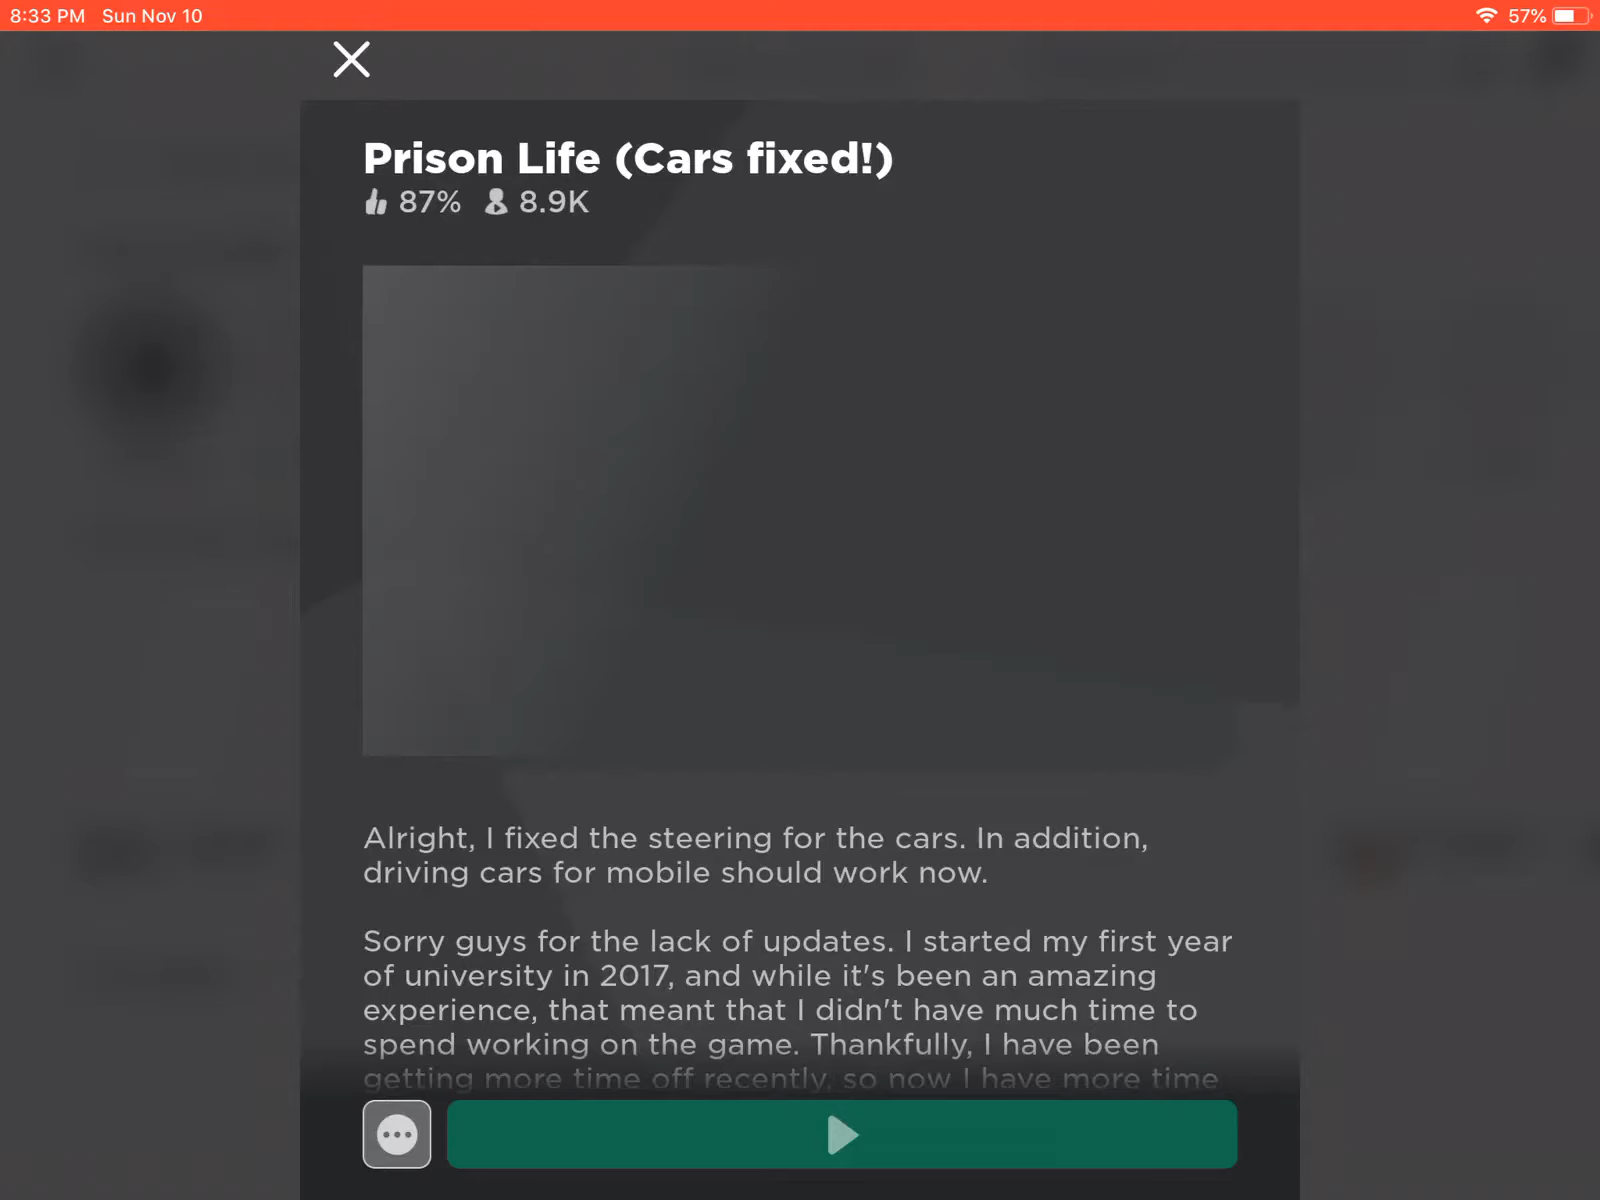 8:33 PM Sun Nov 10 57%
Prison Life (Cars fixed!)
87% 8.9K
Alright, I fixed the steering for the cars. In addition,
driving cars for mobile should work now.
Sorry guys for the lack of updates. I started my first year
of university in 2017, and while it's been an amazing
experience, that meant that I didn't have much time to
spend working on the game. Thankfully, I have been
getting more time off recently, so now I have more time